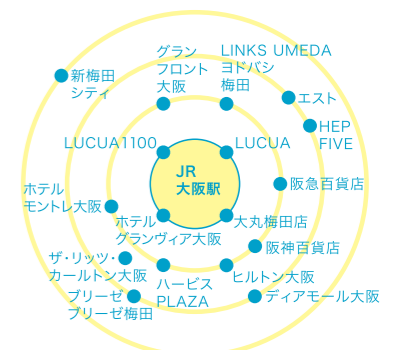 グラン
フロント
大阪
LINKS UMEDA
ヨドバシ
梅田
新梅田
シティ
エスト
HEP
FIVE
LUCUA1100
LUCUA
JR
大阪駅
阪急百貨店
ホテル
モントレ大阪
ホテル
グランヴィア大阪
大丸梅田店
阪神百貨店
ザ・リッツ・
カールトン大阪
ハービス
PLAZA
ヒルトン大阪
ブリーゼ
ブリーゼ梅田
ディアモール大阪